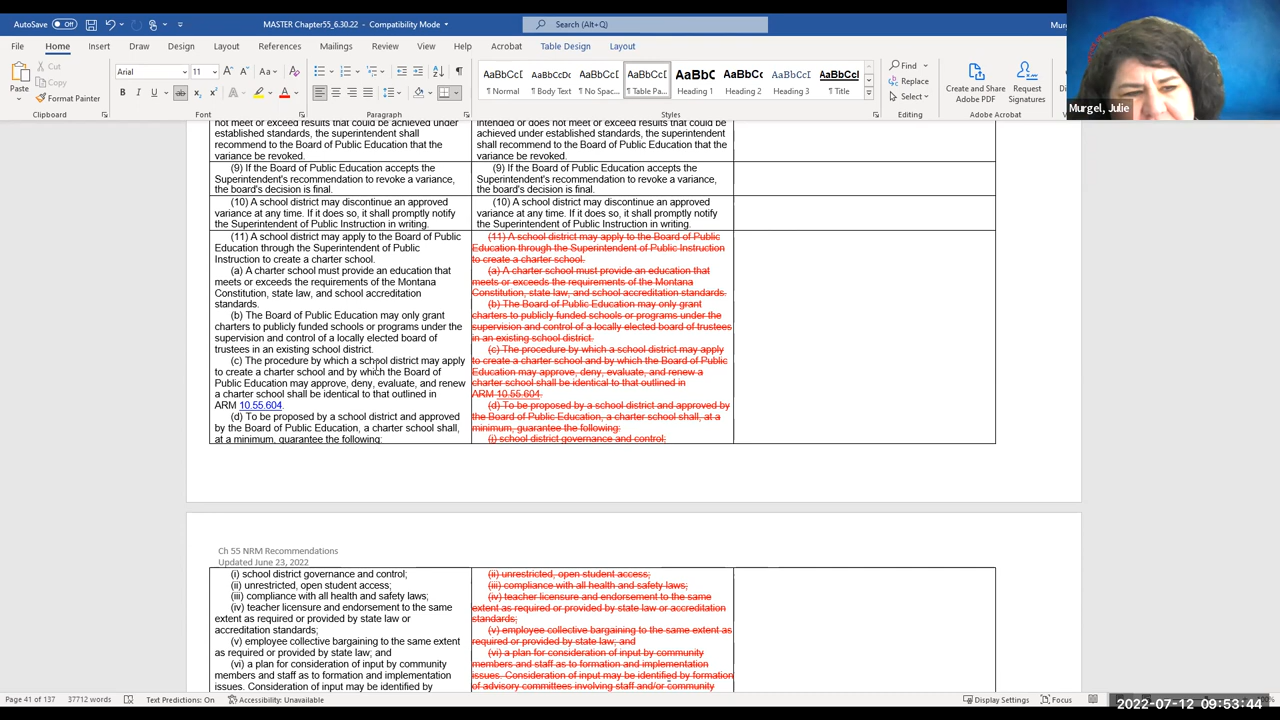 AutoSave Off MASTER Chapter55_6.30.22 - Compatibility Mode Search (Alt+Q)
Murgel, Julie
File Home Insert Draw Design Layout References Mailings Review View Help Acrobat Table Design Layout
Paste
Cut
Copy
Format Painter
Arial 11
AaBbCcI AaBbCcDc AaBbCcI AaBbCcI AaBbC AaBbCc AaBbCcDc AaBbCcI
¶ Normal ¶ Body Text ¶ No Spac... ¶ Table Pa... Heading 1 ¶ Heading 2 ¶ Heading 3 ¶ Title
Find
Replace
Select
Create and Share
Adobe PDF
Request
Signatures
Clipboard Font Paragraph Styles Editing Adobe Acrobat
not meet or exceed results that could be achieved under
established standards, the superintendent shall
recommend to the Board of Public Education that the
variance be revoked.
intended or does not meet or exceed results that could be
achieved under established standards, the superintendent
shall recommend to the Board of Public Education that the
variance be revoked.
(9) If the Board of Public Education accepts the
Superintendent's recommendation to revoke a variance,
the board's decision is final.
(9) If the Board of Public Education accepts the
Superintendent's recommendation to revoke a variance,
the board's decision is final.
(10) A school district may discontinue an approved
variance at any time. If it does so, it shall promptly notify
the Superintendent of Public Instruction in writing.
(10) A school district may discontinue an approved
variance at any time. If it does so, it shall promptly notify
the Superintendent of Public Instruction in writing.
(11) A school district may apply to the Board of Public
Education through the Superintendent of Public
Instruction to create a charter school.
(a) A charter school must provide an education that
meets or exceeds the requirements of the Montana
Constitution, state law, and school accreditation
standards.
(b) The Board of Public Education may only grant
charters to publicly funded schools or programs under the
supervision and control of a locally elected board of
trustees in an existing school district.
(c) The procedure by which a school district may apply
to create a charter school and by which the Board of
Public Education may approve, deny, evaluate, and renew
a charter school shall be identical to that outlined in
ARM 10.55.604.
(d) To be proposed by a school district and approved
by the Board of Public Education, a charter school shall,
at a minimum, guarantee the following:
(11) A school district may apply to the Board of Public
Education through the Superintendent of Public Instruction
to create a charter school.
(a) A charter school must provide an education that
meets or exceeds the requirements of the Montana
Constitution, state law, and school accreditation standards.
(b) The Board of Public Education may only grant
charters to publicly funded schools or programs under the
supervision and control of a locally elected board of trustees
in an existing school district.
(c) The procedure by which a school district may apply
to create a charter school and by which the Board of Public
Education may approve, deny, evaluate, and renew a
charter school shall be identical to that outlined in
ARM 10.55.604.
(d) To be proposed by a school district and approved by
the Board of Public Education, a charter school shall, at a
minimum, guarantee the following:
(i) school district governance and control;
Ch 55 NRM Recommendations
Updated June 23, 2022
(i) school district governance and control;
(ii) unrestricted, open student access;
(iii) compliance with all health and safety laws;
(iv) teacher licensure and endorsement to the same
extent as required or provided by state law or
accreditation standards;
(v) employee collective bargaining to the same extent
as required or provided by state law; and
(vi) a plan for consideration of input by community
members and staff as to formation and implementation
issues. Consideration of input may be identified by
(ii) unrestricted, open student access;
(iii) compliance with all health and safety laws;
(iv) teacher licensure and endorsement to the same
extent as required or provided by state law or accreditation
standards;
(v) employee collective bargaining to the same extent as
required or provided by state law; and
(vi) a plan for consideration of input by community
members and staff as to formation and implementation
issues. Consideration of input may be identified by formation
of advisory committees involving staff and/or community
Page 41 of 137 37712 words Text Predictions: On Accessibility: Unavailable Display Settings Focus
2022-07-12 09:53:44